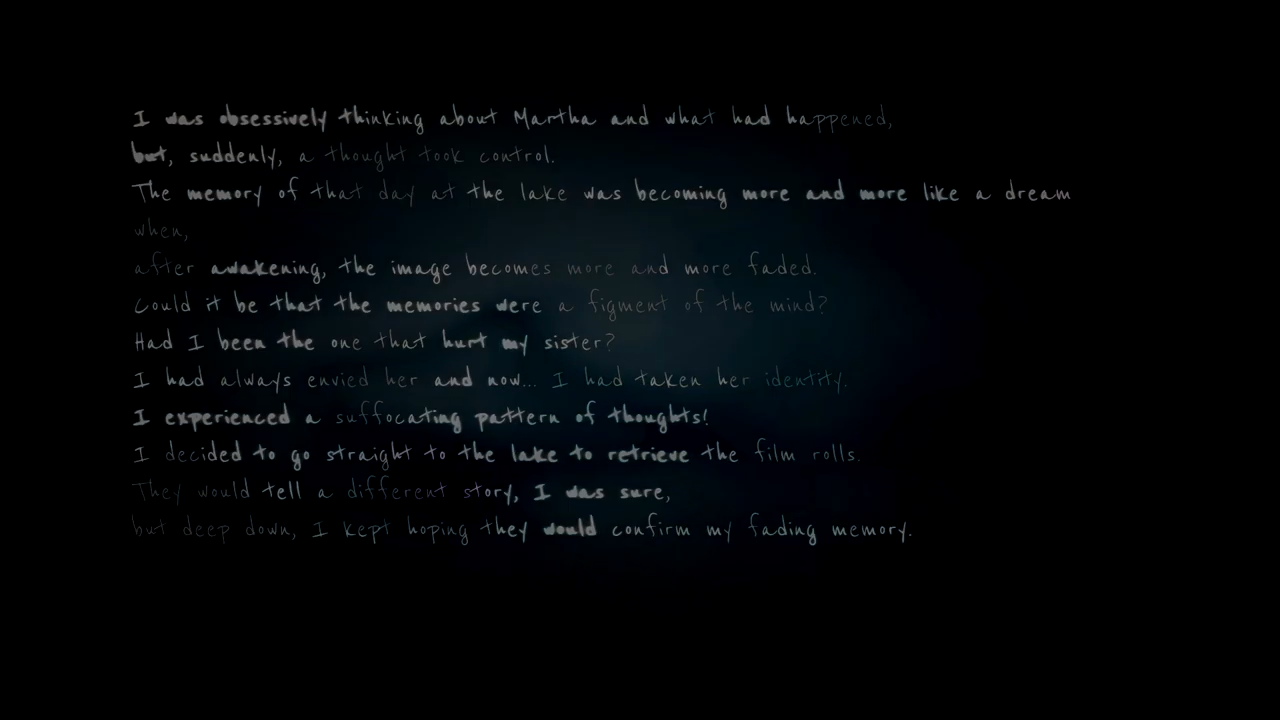 I was obsessively thinking about Martha and what had happened,
but, suddenly, a thought took control.
The memory of that day at the lake was becoming more and more like a dream
when,
after awakening, the image becomes more and more faded.
Could it be that the memories were a figment of the mind?
Had I been the one that hurt my sister?
I had always envied her and now... I had taken her identity.
I experienced a suffocating pattern of thoughts!
I decided to go straight to the lake to retrieve the film rolls.
They would tell a different story, I was sure,
but deep down, I kept hoping they would confirm my fading memory.